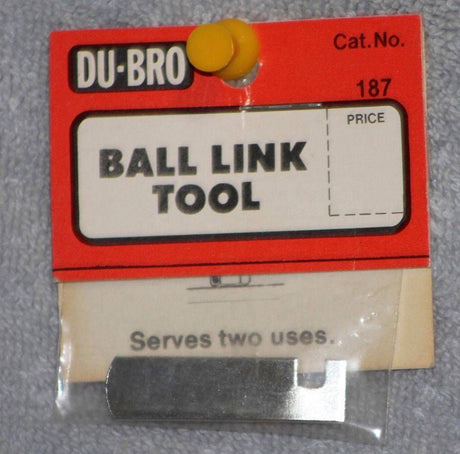 DU-BRO
Cat.No.
187
PRICE
BALL LINK
TOOL
Serves two uses.